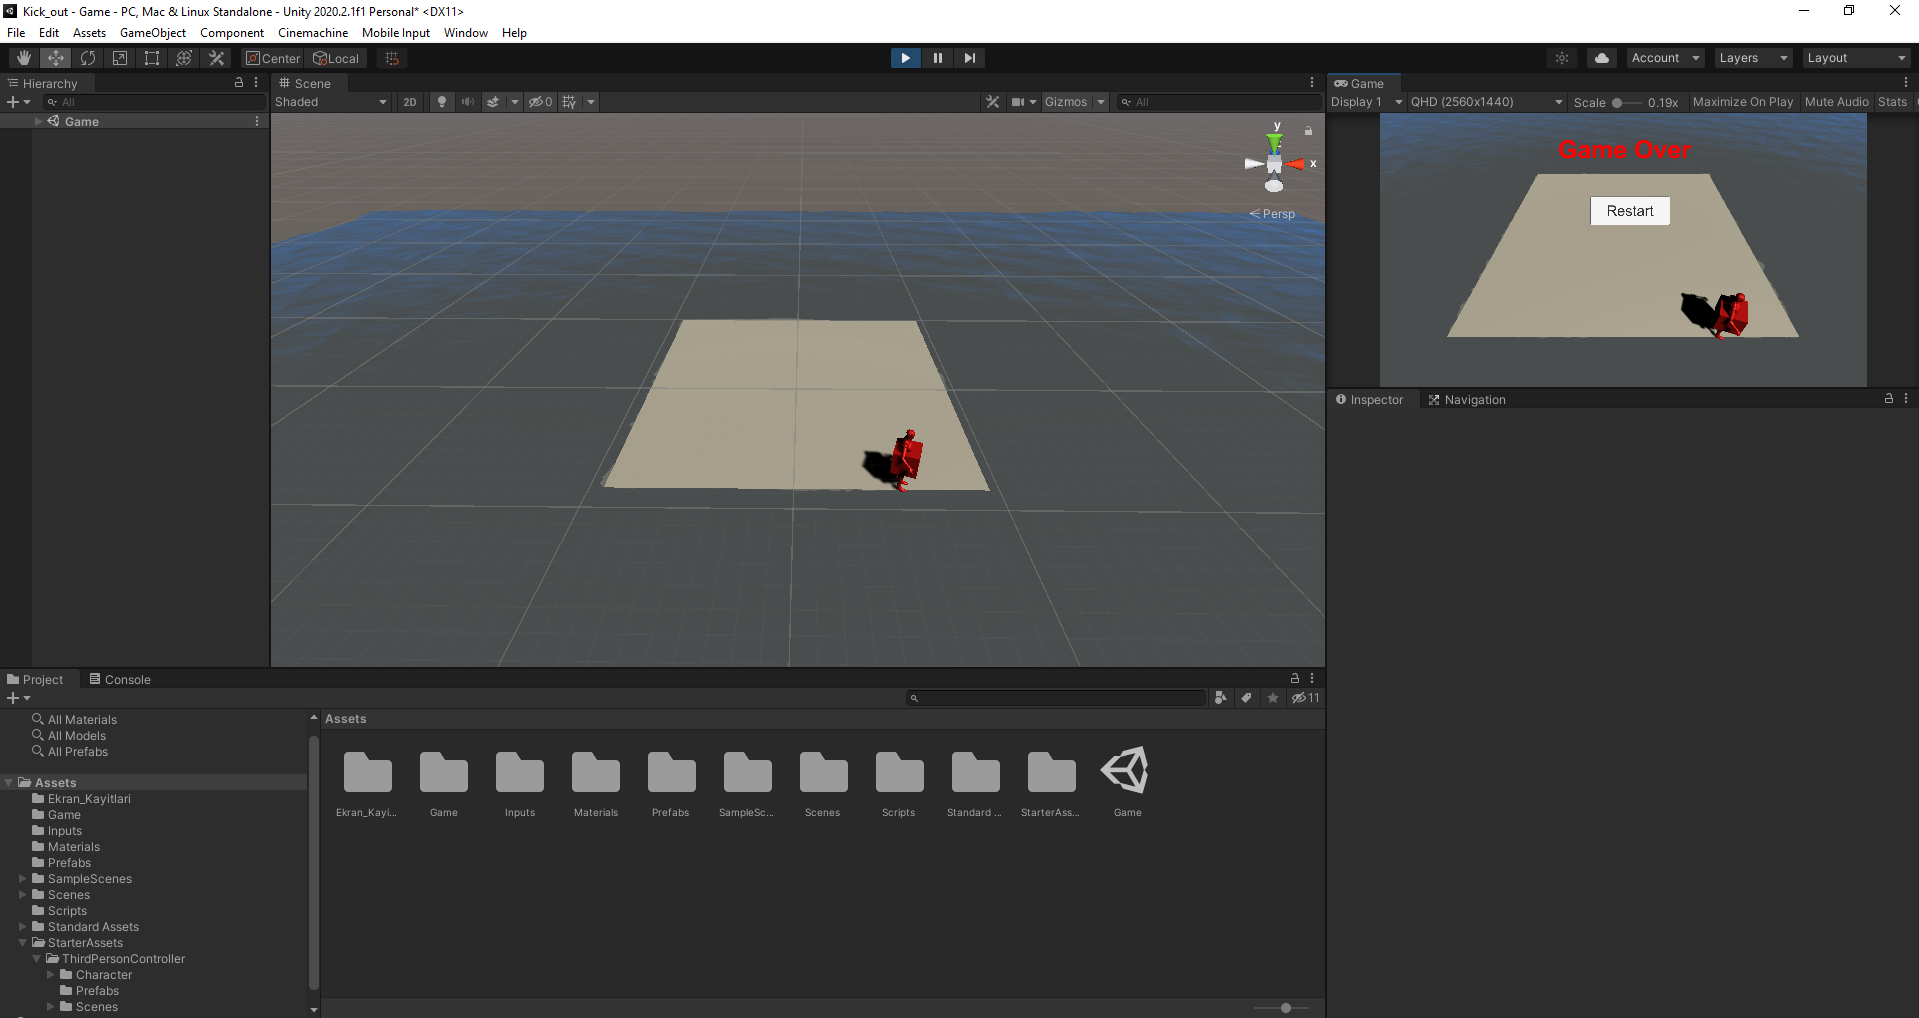 Kick_out - Game - PC, Mac & Linux Standalone - Unity 2020.2.1f1 Personal* <DX11>
File Edit Assets GameObject Component Cinemachine Mobile Input Window Help
Center Local Account Layers Layout
Hierarchy
All
Game
Scene
Shaded 2D 0 Gizmos All
y
x
Persp
Game
Display 1 QHD (2560x1440) Scale 0.19x Maximize On Play Mute Audio Stats
Game Over
Restart
Inspector Navigation
Project Console
11
All Materials
All Models
All Prefabs
Assets
Ekran_Kayitlari
Game
Inputs
Materials
Prefabs
SampleScenes
Scenes
Scripts
Standard Assets
StarterAssets
ThirdPersonController
Character
Prefabs
Scenes
Assets
Ekran_Kayi... Game Inputs Materials Prefabs SampleSc... Scenes Scripts Standard ... StarterAss... Game